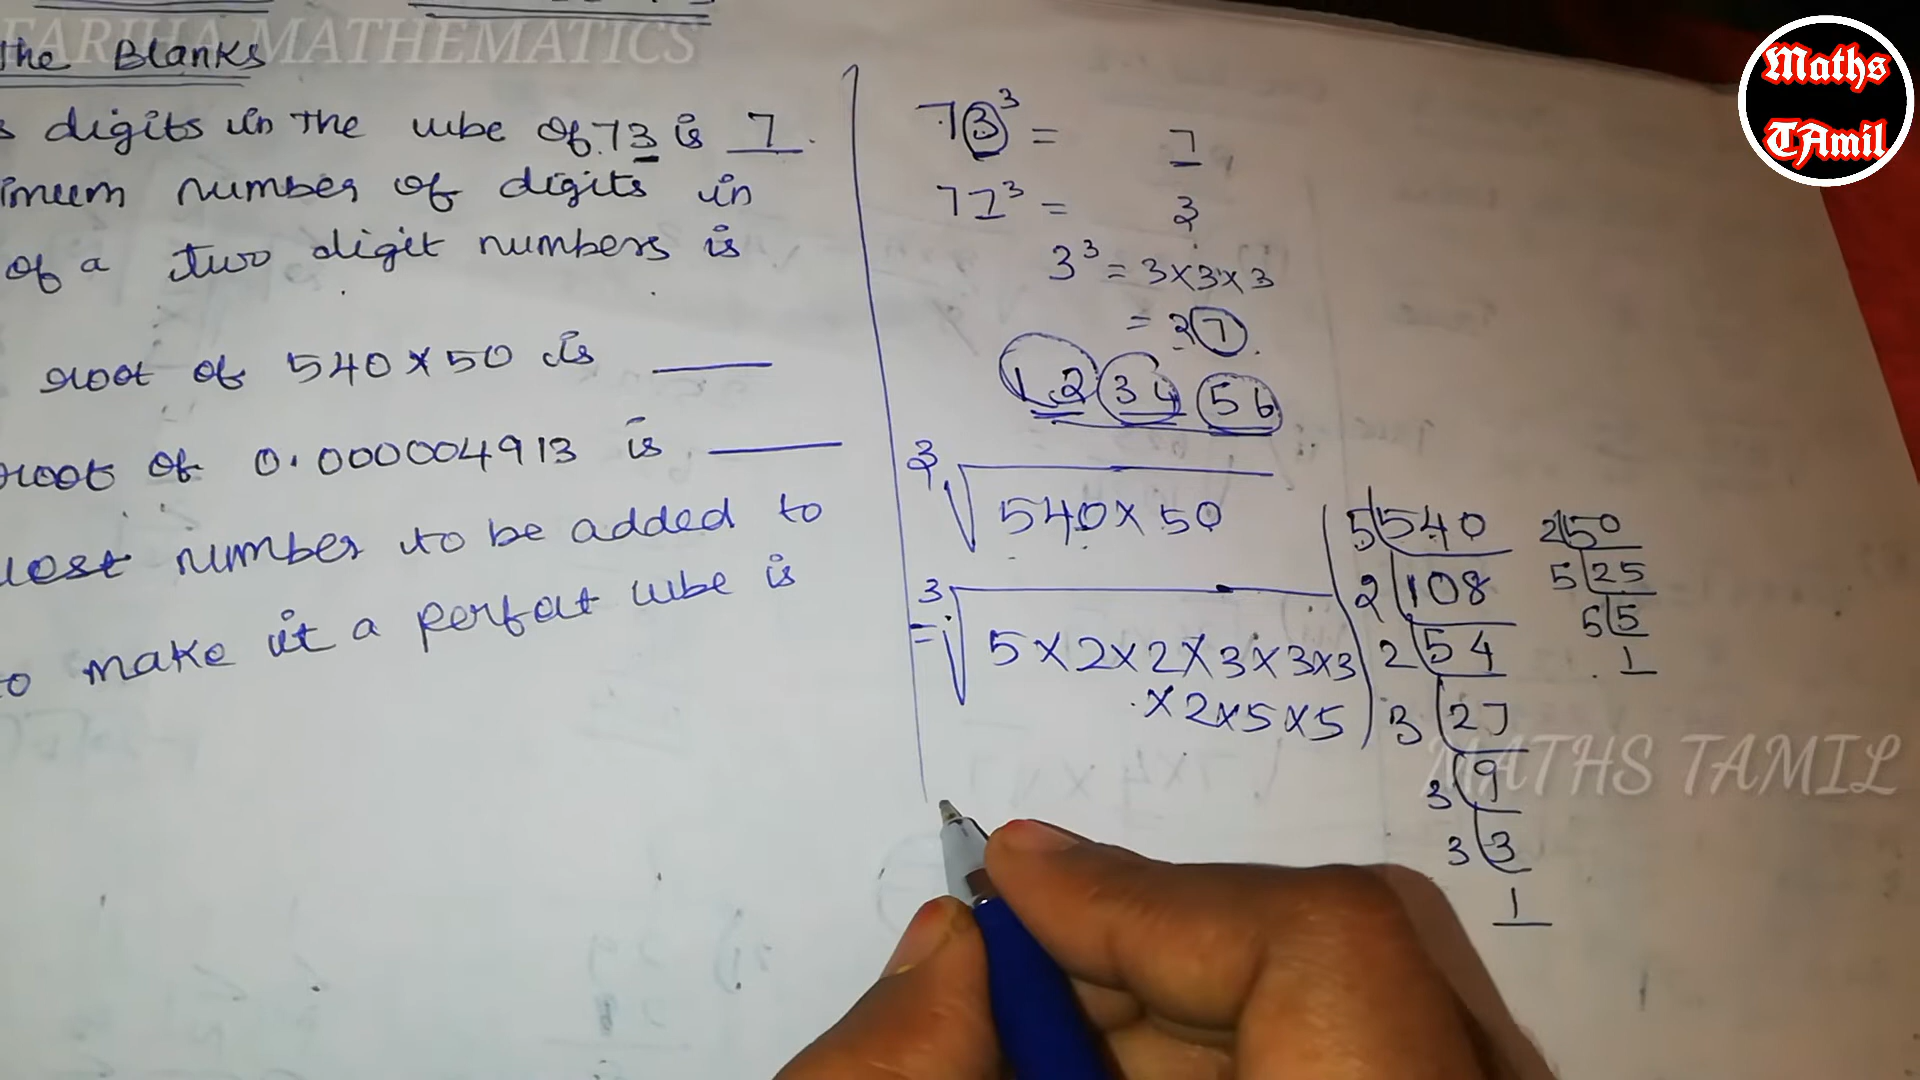 FARIHA MATHEMATICS
the Blanks
s digits in the cube of 73 is 7.
imum number of digits in
of a two digit numbers is
root of 540 × 50 is
root of 0.000004913 is
lest number to be added to
to make it a perfect cube is
73³ = 7
77³ = 3
3³ = 3×3×3
= 27.
12 34 56
3√540×50
= 3√5×2×2×3×3×3
×2×5×5
5 540
2 108
2 54
3 27
3 9
3 3
1
2 50
5 25
5 5
1
MATHS TAMIL
Maths
TAmil